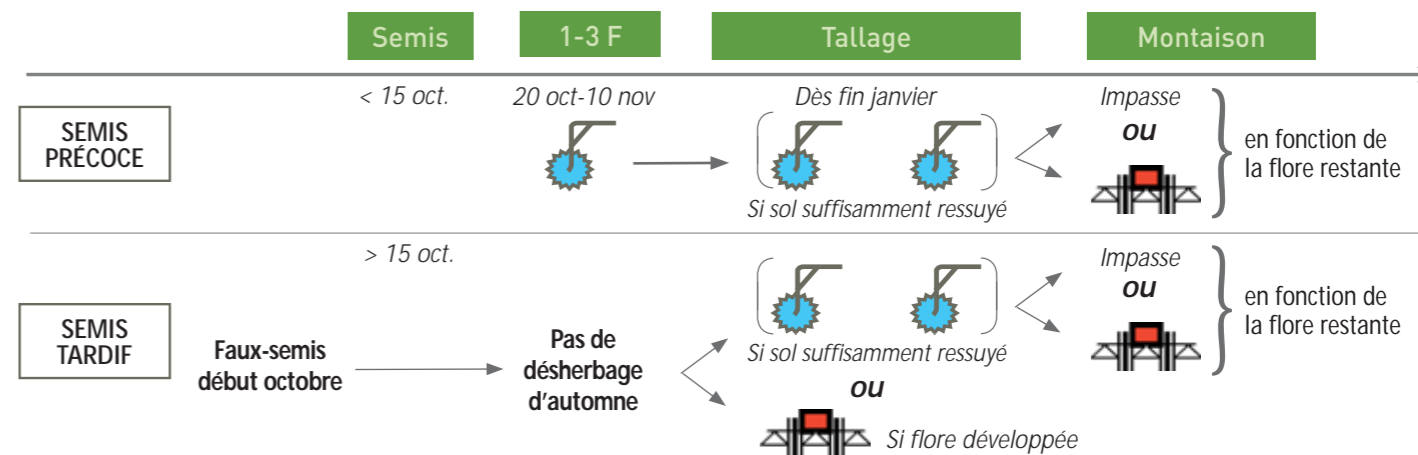 Semis
1-3 F
Tallage
Montaison
SEMIS
PRÉCOCE
< 15 oct.
20 oct-10 nov
Dès fin janvier
Si sol suffisamment ressuyé
Impasse
ou
en fonction de
la flore restante
SEMIS
TARDIF
> 15 oct.
Faux-semis
début octobre
Pas de
désherbage
d'automne
Si sol suffisamment ressuyé
ou
Si flore développée
Impasse
ou
en fonction de
la flore restante